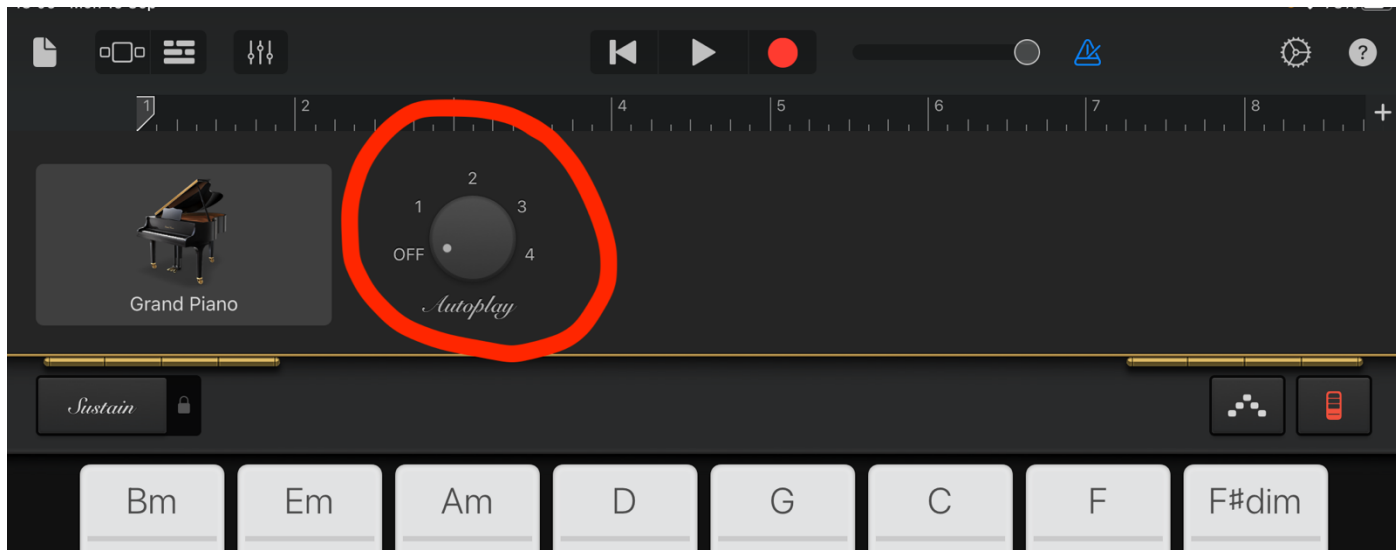 ?
1 2 4 5 6 7 8 +
2
1 3
OFF 4
Autoplay
Grand Piano
Sustain
Bm Em Am D G C F F#dim